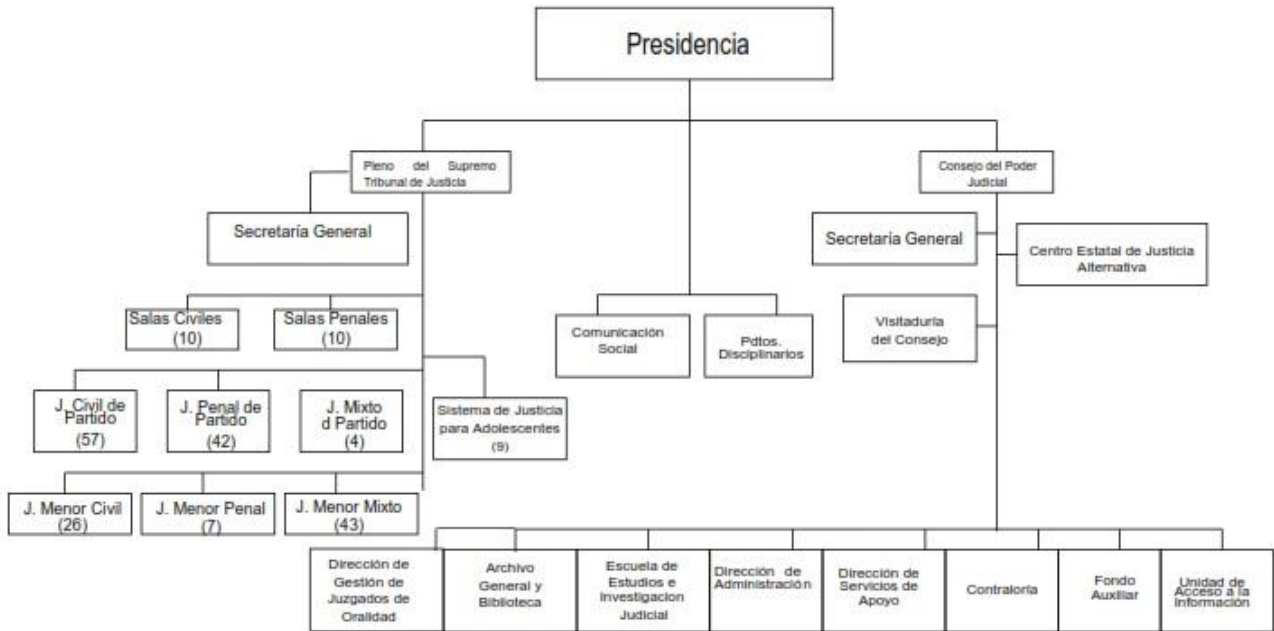 Presidencia
Pleno del Supremo
Tribunal de Justicia
Consejo del Poder
Judicial
Secretaría General
Secretaría General
Centro Estatal de Justicia
Alternativa
Salas Civiles
(10)
Salas Penales
(10)
Comunicación
Social
Pdtos.
Disciplinarios
Visitaduría
del Consejo
J. Civil de
Partido
(57)
J. Penal de
Partido
(42)
J. Mixto
d Partido
(4)
Sistema de Justicia
para Adolescentes
(9)
J. Menor Civil
(26)
J. Menor Penal
(7)
J. Menor Mixto
(43)
Dirección de
Gestión de
Juzgados de
Oralidad
Archivo
General y
Biblioteca
Escuela de
Estudios e
Investigacion
Judicial
Dirección de
Administración
Dirección de
Servicios de
Apoyo
Contraloría
Fondo
Auxiliar
Unidad de
Acceso a la
Información